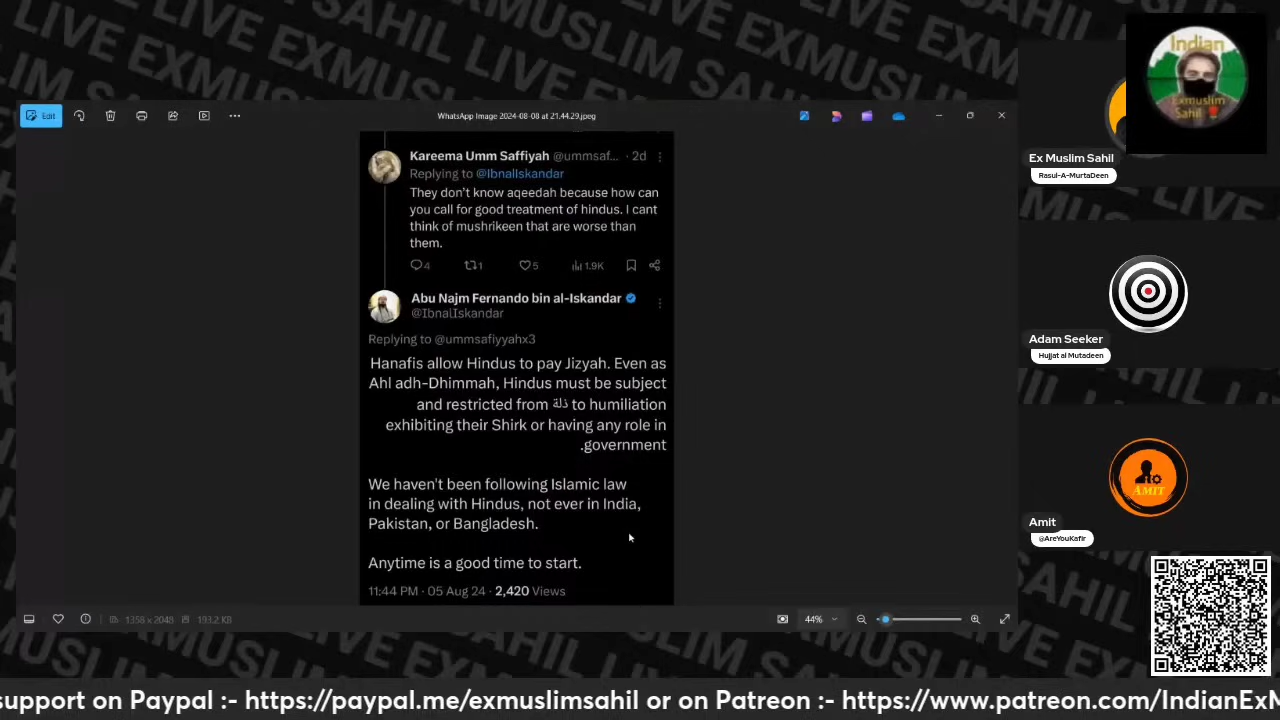 LIVE EXMUSLIM SAHIL LIVE EXMUSLIM SAHIL
Edit
WhatsApp Image 2024-08-08 at 21.44.29.jpeg
Kareema Umm Saffiyah @ummsaf... · 2d
Replying to @IbnalIskandar
They don't know aqeedah because how can
you call for good treatment of hindus. I cant
think of mushrikeen that are worse than
them.
4 1 5 1.9K
Abu Najm Fernando bin al-Iskandar
@IbnalIskandar
Replying to @ummsafiyyahx3
Hanafis allow Hindus to pay Jizyah. Even as
Ahl adh-Dhimmah, Hindus must be subject
and restricted from ذلة to humiliation
exhibiting their Shirk or having any role in
.government
We haven't been following Islamic law
in dealing with Hindus, not ever in India,
Pakistan, or Bangladesh.
Anytime is a good time to start.
11:44 PM · 05 Aug 24 · 2,420 Views
1358 x 2048 193.2 KB
44%
Indian
Exmuslim
Sahil
Ex Muslim Sahil
Rasul-A-MurtaDeen
Adam Seeker
Hujjat al Mutadeen
AMIT
Amit
@AreYouKafir
support on Paypal :- https://paypal.me/exmuslimsahil or on Patreon :- https://www.patreon.com/IndianExM